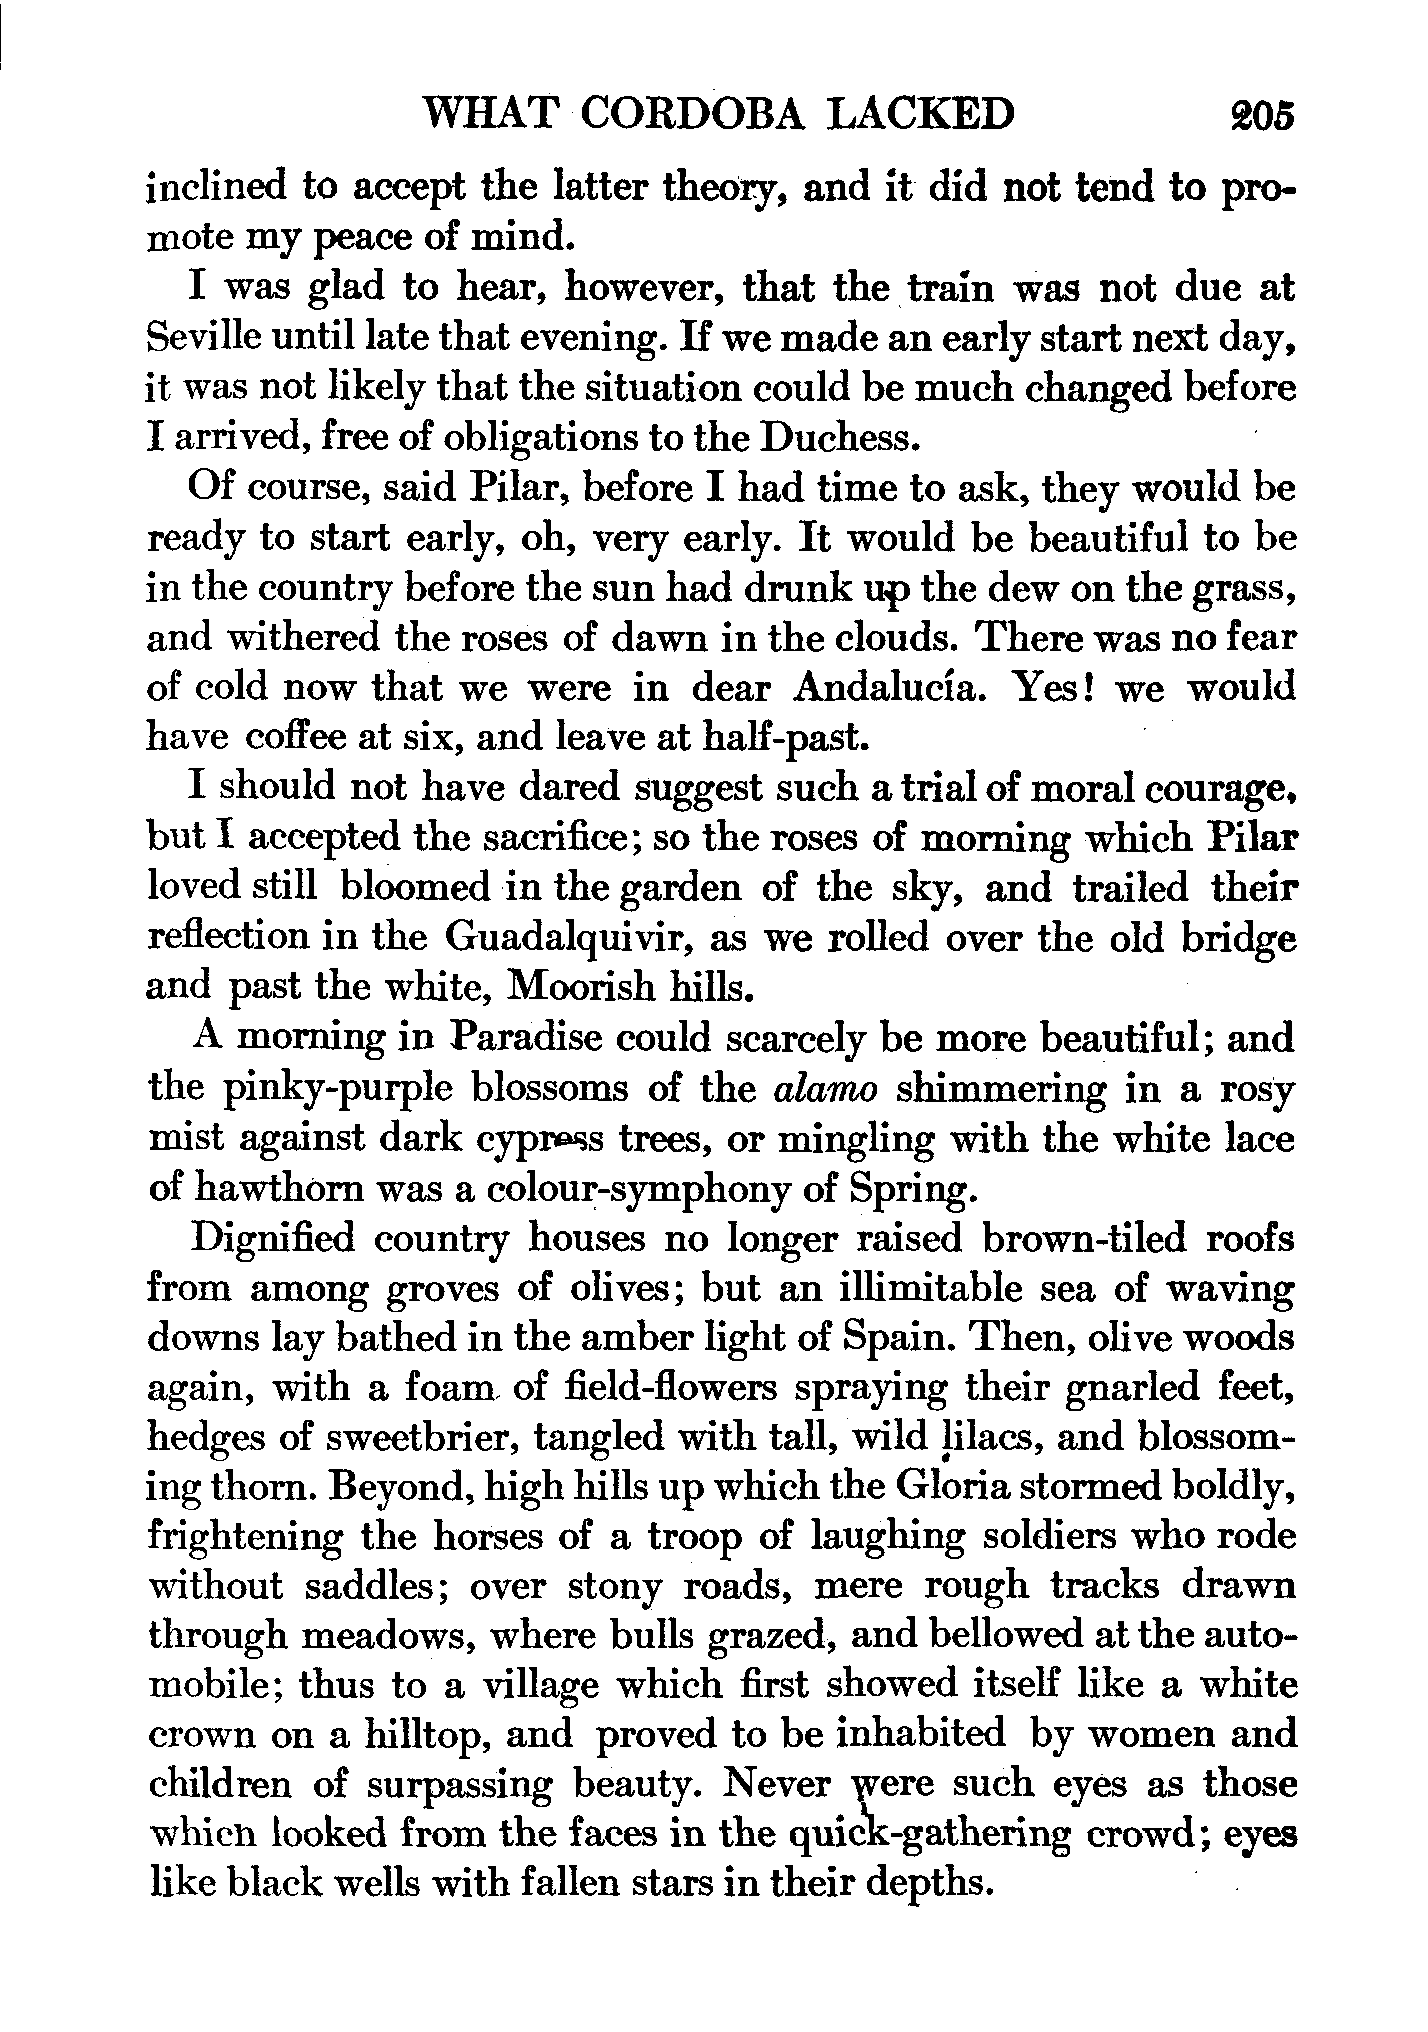 WHAT CORDOBA LACKED 205
inclined to accept the latter theory, and it did not tend to pro-
mote my peace of mind.
I was glad to hear, however, that the train was not due at
Seville until late that evening. If we made an early start next day,
it was not likely that the situation could be much changed before
I arrived, free of obligations to the Duchess.
Of course, said Pilar, before I had time to ask, they would be
ready to start early, oh, very early. It would be beautiful to be
in the country before the sun had drunk up the dew on the grass,
and withered the roses of dawn in the clouds. There was no fear
of cold now that we were in dear Andalucía. Yes! we would
have coffee at six, and leave at half-past.
I should not have dared suggest such a trial of moral courage,
but I accepted the sacrifice; so the roses of morning which Pilar
loved still bloomed in the garden of the sky, and trailed their
reflection in the Guadalquivir, as we rolled over the old bridge
and past the white, Moorish hills.
A morning in Paradise could scarcely be more beautiful; and
the pinky-purple blossoms of the alamo shimmering in a rosy
mist against dark cypress trees, or mingling with the white lace
of hawthorn was a colour-symphony of Spring.
Dignified country houses no longer raised brown-tiled roofs
from among groves of olives; but an illimitable sea of waving
downs lay bathed in the amber light of Spain. Then, olive woods
again, with a foam of field-flowers spraying their gnarled feet,
hedges of sweetbrier, tangled with tall, wild lilacs, and blossom-
ing thorn. Beyond, high hills up which the Gloria stormed boldly,
frightening the horses of a troop of laughing soldiers who rode
without saddles; over stony roads, mere rough tracks drawn
through meadows, where bulls grazed, and bellowed at the auto-
mobile; thus to a village which first showed itself like a white
crown on a hilltop, and proved to be inhabited by women and
children of surpassing beauty. Never were such eyes as those
which looked from the faces in the quick-gathering crowd; eyes
like black wells with fallen stars in their depths.